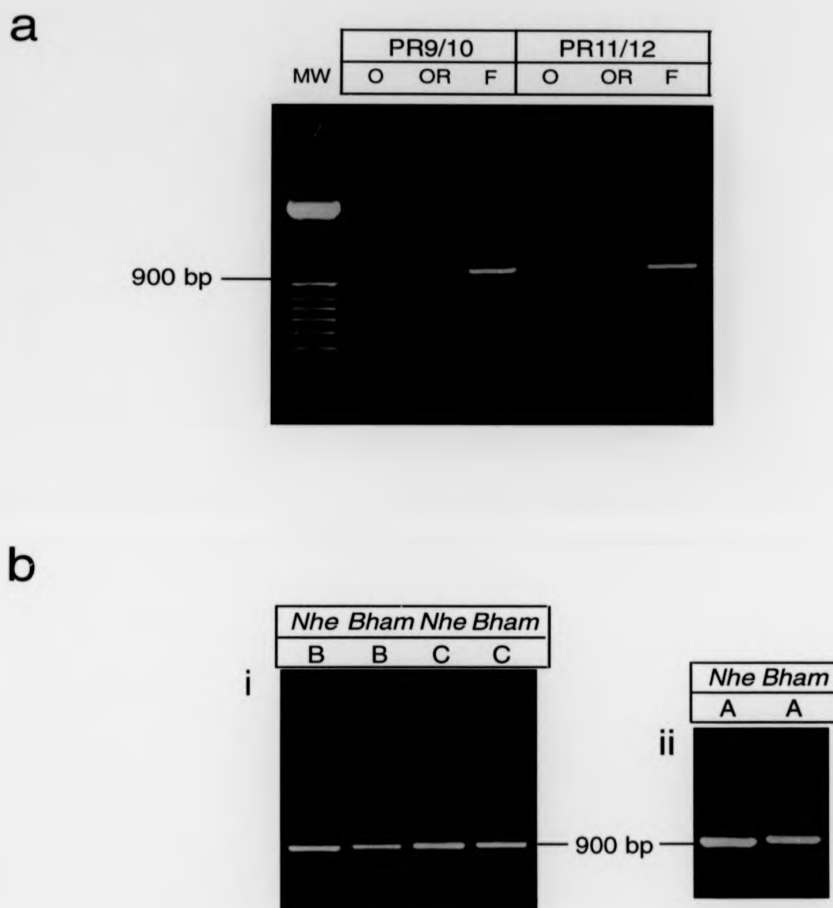 a
PR9/10 PR11/12
MW O OR F O OR F
900 bp
b
Nhe Bham Nhe Bham
B B C C
i
Nhe Bham
A A
ii
900 bp